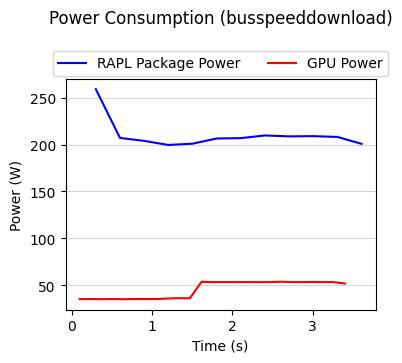 Power Consumption (busspeeddownload)
RAPL Package Power
GPU Power
250
200
150
100
50
Power (W)
0
1
2
3
Time (s)